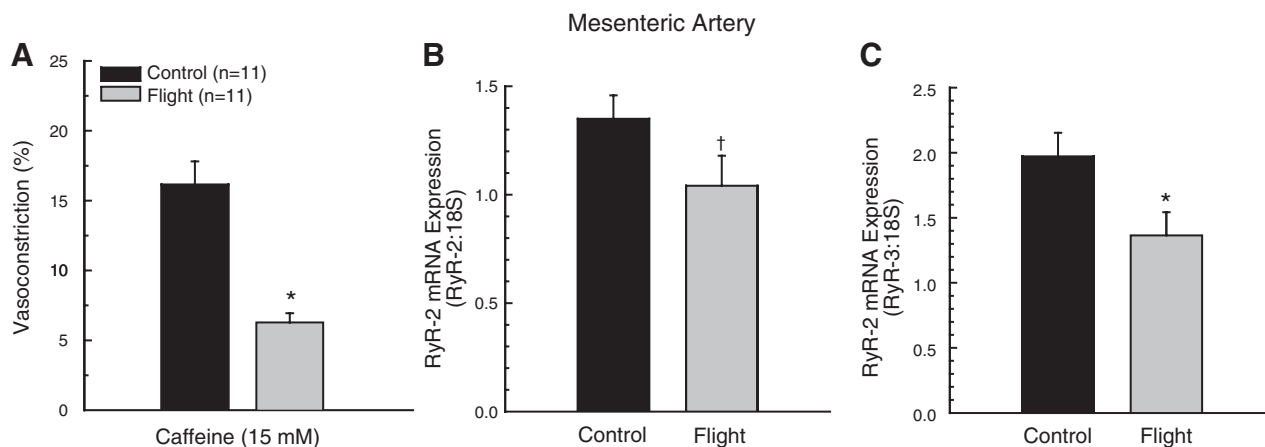 Mesenteric Artery
A
Vasoconstriction (%)
25
20
15
10
5
0
Control (n=11)
Flight (n=11)
*
Caffeine (15 mM)
B
RyR-2 mRNA Expression
(RyR-2:18S)
1.5
1.0
0.5
0.0
†
Control Flight
C
RyR-2 mRNA Expression
(RyR-3:18S)
2.5
2.0
1.5
1.0
0.5
0.0
*
Control Flight